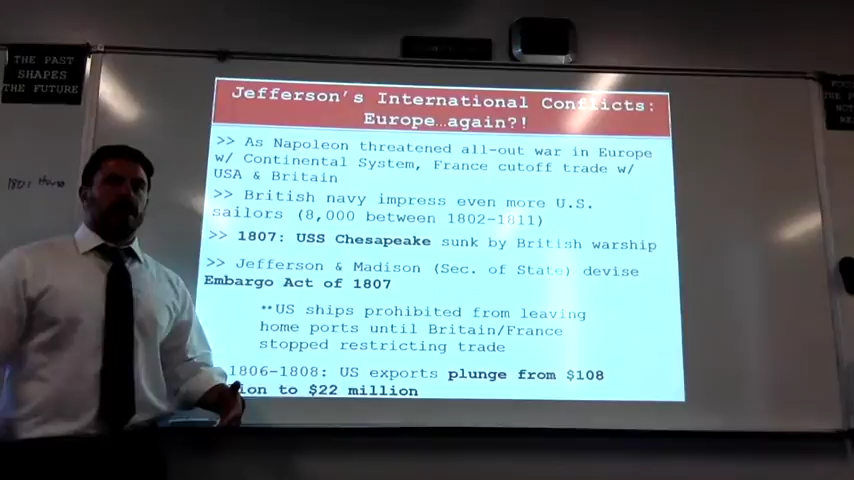 THE PAST
SHAPES
THE FUTURE
1801
Jefferson's International Conflicts:
Europe…again?!
>> As Napoleon threatened all-out war in Europe
w/ Continental System, France cutoff trade w/
USA & Britain
>> British navy impress even more U.S.
sailors (8,000 between 1802-1811)
>> 1807: USS Chesapeake sunk by British warship
>> Jefferson & Madison (Sec. of State) devise
Embargo Act of 1807
**US ships prohibited from leaving
home ports until Britain/France
stopped restricting trade
1806-1808: US exports plunge from $108
to $22 million